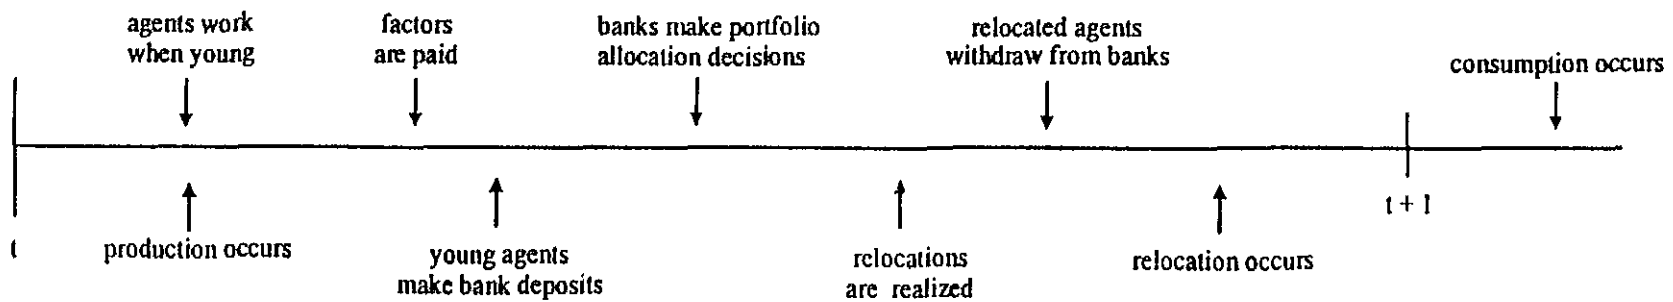 agents work
when young
factors
are paid
banks make portfolio
allocation decisions
relocated agents
withdraw from banks
consumption occurs
t
production occurs
young agents
make bank deposits
relocations
are realized
relocation occurs
t + 1